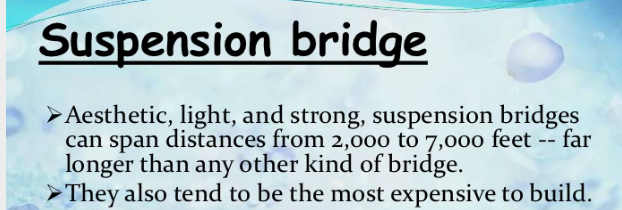 Suspension bridge
➢Aesthetic, light, and strong, suspension bridges
can span distances from 2,000 to 7,000 feet -- far
longer than any other kind of bridge.
➢They also tend to be the most expensive to build.